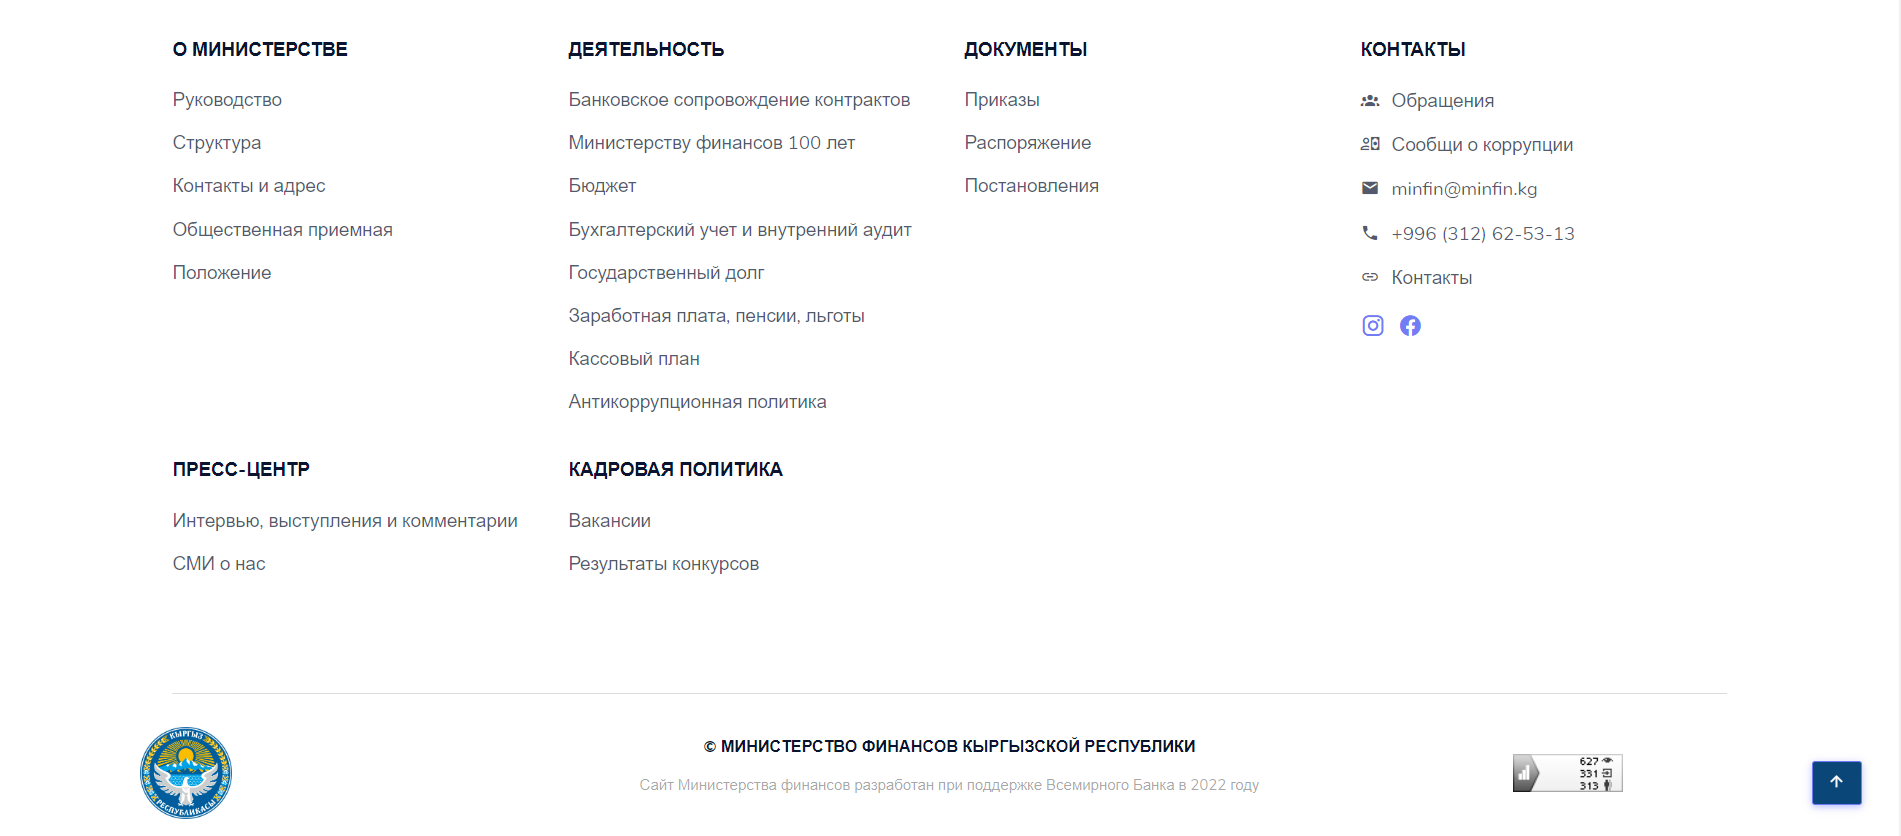 О МИНИСТЕРСТВЕ
Руководство
Структура
Контакты и адрес
Общественная приемная
Положение
ДЕЯТЕЛЬНОСТЬ
Банковское сопровождение контрактов
Министерству финансов 100 лет
Бюджет
Бухгалтерский учет и внутренний аудит
Государственный долг
Заработная плата, пенсии, льготы
Кассовый план
Антикоррупционная политика
ДОКУМЕНТЫ
Приказы
Распоряжение
Постановления
КОНТАКТЫ
Обращения
Сообщи о коррупции
minfin@minfin.kg
+996 (312) 62-53-13
Контакты
ПРЕСС-ЦЕНТР
Интервью, выступления и комментарии
СМИ о нас
КАДРОВАЯ ПОЛИТИКА
Вакансии
Результаты конкурсов
КЫРГЫЗ
РЕСПУБЛИКАСЫ
© МИНИСТЕРСТВО ФИНАНСОВ КЫРГЫЗСКОЙ РЕСПУБЛИКИ
Сайт Министерства финансов разработан при поддержке Всемирного Банка в 2022 году
627
331
313